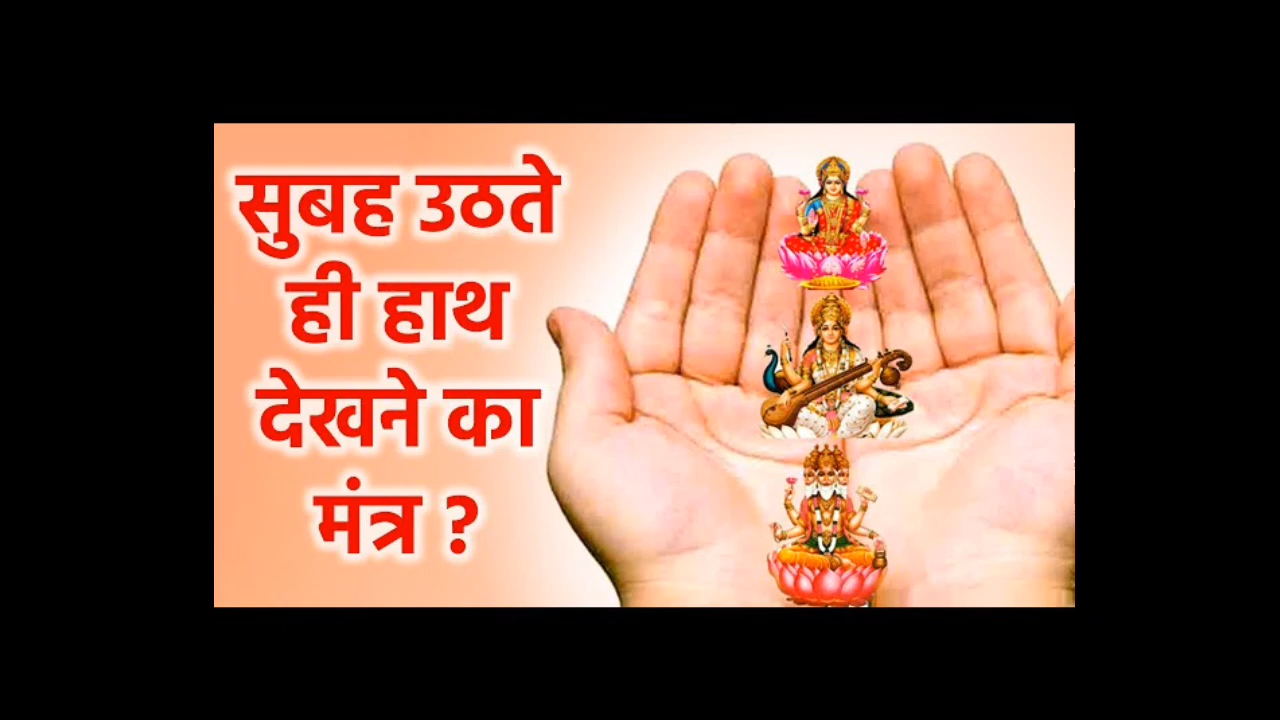 सुबह उठते
ही हाथ
देखने का
मंत्र ?